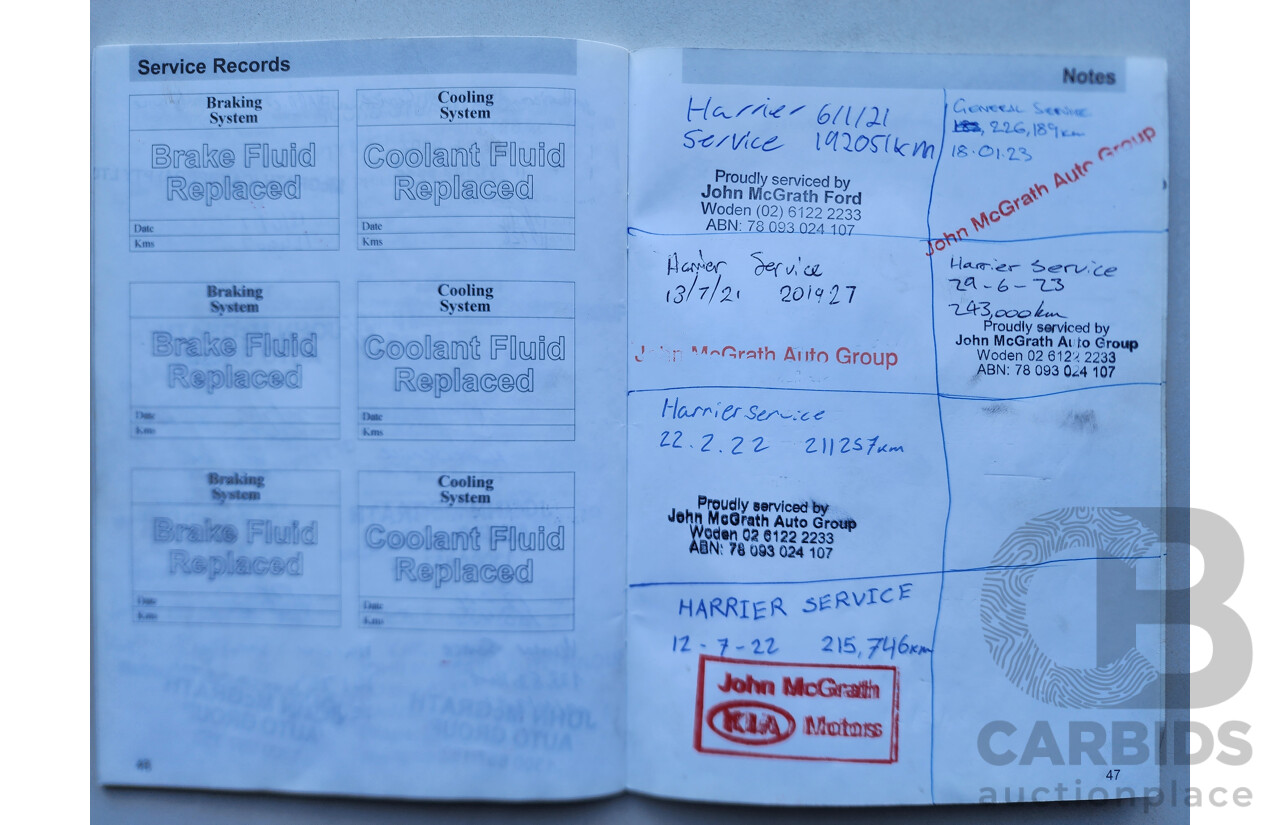 Service Records
Braking
System
Brake Fluid
Replaced
Date
Kms
Cooling
System
Coolant Fluid
Replaced
Date
Kms
Braking
System
Brake Fluid
Replaced
Date
Kms
Cooling
System
Coolant Fluid
Replaced
Date
Kms
Braking
System
Brake Fluid
Replaced
Date
Kms
Cooling
System
Coolant Fluid
Replaced
Date
Kms
46
Notes
Harrier 6/1/21
Service 192051km
Proudly serviced by
John McGrath Ford
Woden (02) 6122 2233
ABN: 78 093 024 107
Harrier Service
13/7/21 201927
John McGrath Auto Group
Harrier service
22.2.22 211257km
Proudly serviced by
John McGrath Auto Group
Woden 02 6122 2233
ABN: 78 093 024 107
HARRIER SERVICE
12-7-22 215,746km
John McGrath
KIA Motors
GENERAL SERVICE
226,189km
18.01.23
John McGrath Auto Group
Harrier Service
29-6-23
243,000km
Proudly serviced by
John McGrath Auto Group
Woden 02 6122 2233
ABN: 78 093 024 107
47
CB
CARBIDS
auctionplace